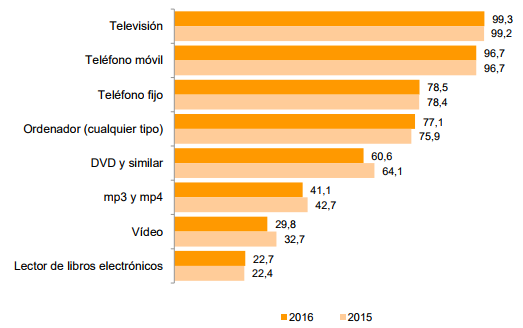 Televisión
99,3
99,2
Teléfono móvil
96,7
96,7
Teléfono fijo
78,5
78,4
Ordenador (cualquier tipo)
77,1
75,9
DVD y similar
60,6
64,1
mp3 y mp4
41,1
42,7
Vídeo
29,8
32,7
Lector de libros electrónicos
22,7
22,4
2016 2015